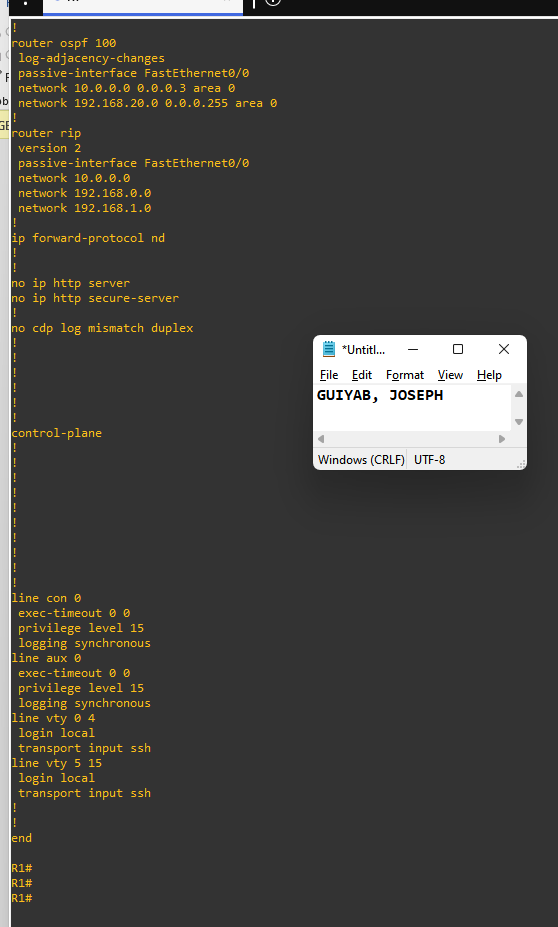 !
router ospf 100
 log-adjacency-changes
 passive-interface FastEthernet0/0
 network 10.0.0.0 0.0.0.3 area 0
 network 192.168.20.0 0.0.0.255 area 0
!
router rip
 version 2
 passive-interface FastEthernet0/0
 network 10.0.0.0
 network 192.168.0.0
 network 192.168.1.0
!
ip forward-protocol nd
!
!
no ip http server
no ip http secure-server
!
no cdp log mismatch duplex
!
!
!
!
!
!
control-plane
!
!
!
!
!
!
!
!
!
!
line con 0
 exec-timeout 0 0
 privilege level 15
 logging synchronous
line aux 0
 exec-timeout 0 0
 privilege level 15
 logging synchronous
line vty 0 4
 login local
 transport input ssh
line vty 5 15
 login local
 transport input ssh
!
!
end
R1#
R1#
R1#
*Untitl...
File Edit Format View Help
GUIYAB, JOSEPH
Windows (CRLF) UTF-8